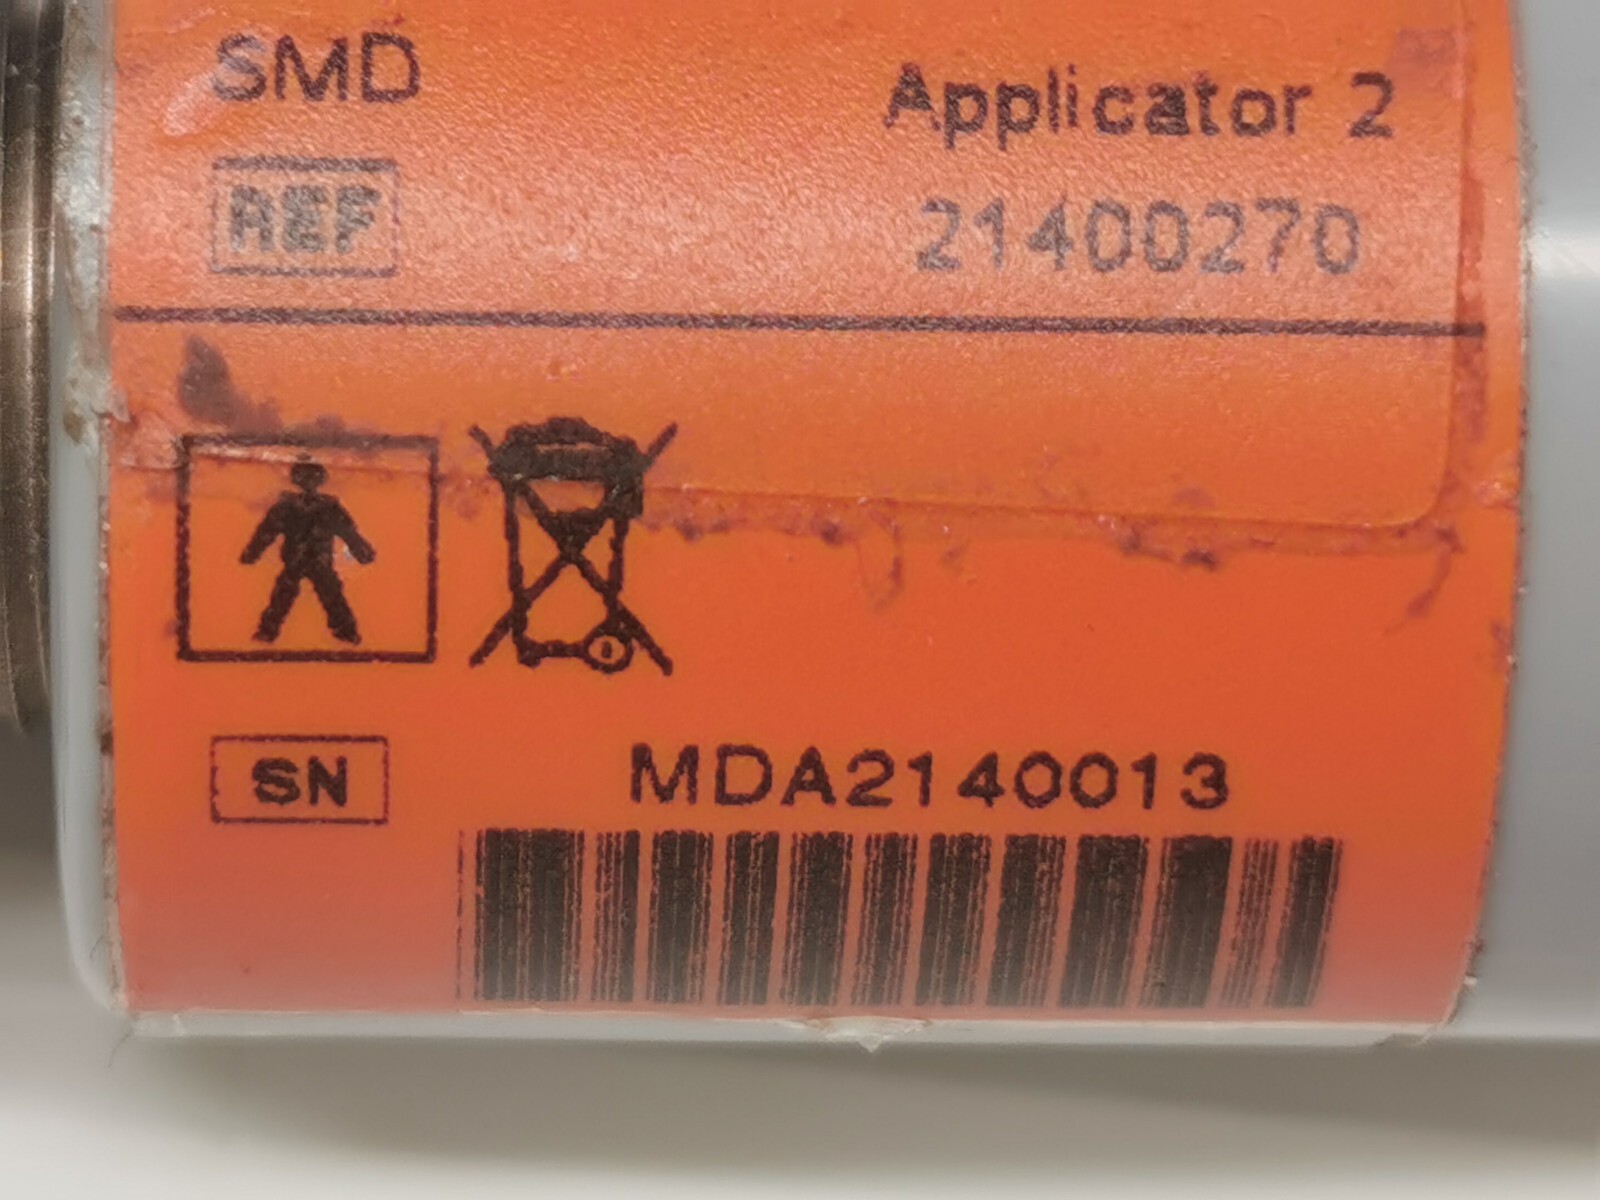 SMD Applicator 2
REF 21400270
SN MDA2140013